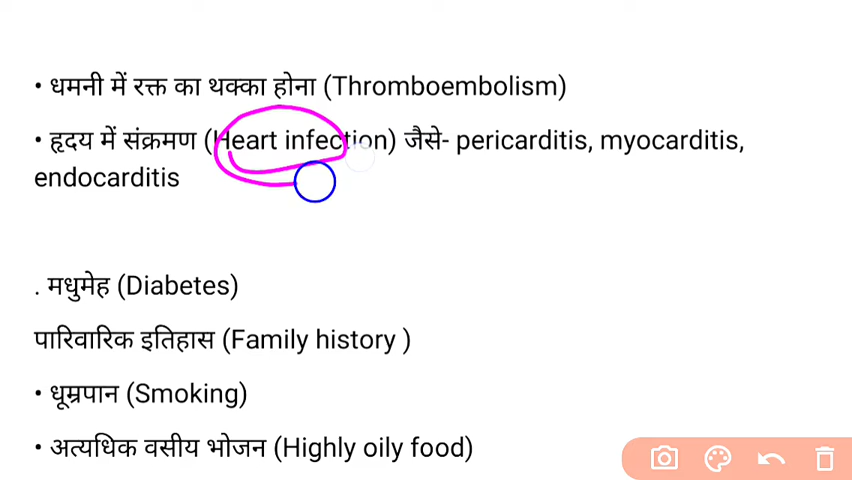 • धमनी में रक्त का थक्का होना (Thromboembolism)
• हृदय में संक्रमण (Heart infection) जैसे- pericarditis, myocarditis,
endocarditis
. मधुमेह (Diabetes)
पारिवारिक इतिहास (Family history )
• धूम्रपान (Smoking)
• अत्यधिक वसीय भोजन (Highly oily food)